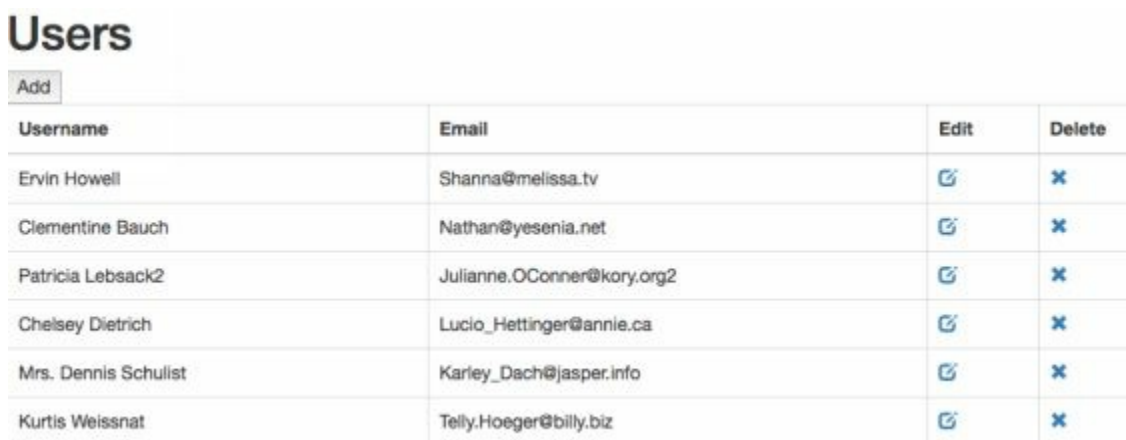 Users
Add
Username Email Edit Delete
Ervin Howell Shanna@melissa.tv
Clementine Bauch Nathan@yesenia.net
Patricia Lebsack2 Julianne.OConner@kory.org2
Chelsey Dietrich Lucio_Hettinger@annie.ca
Mrs. Dennis Schulist Karley_Dach@jasper.info
Kurtis Weissnat Telly.Hoeger@billy.biz